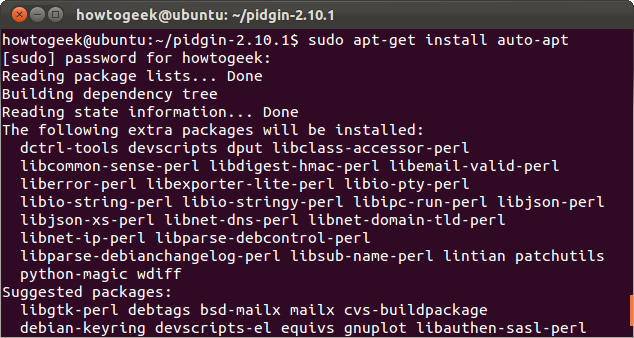 howtogeek@ubuntu: ~/pidgin-2.10.1
howtogeek@ubuntu:~/pidgin-2.10.1$ sudo apt-get install auto-apt
[sudo] password for howtogeek:
Reading package lists... Done
Building dependency tree
Reading state information... Done
The following extra packages will be installed:
  dctrl-tools devscripts dput libclass-accessor-perl
  libcommon-sense-perl libdigest-hmac-perl libemail-valid-perl
  liberror-perl libexporter-lite-perl libio-pty-perl
  libio-string-perl libio-stringy-perl libipc-run-perl libjson-perl
  libjson-xs-perl libnet-dns-perl libnet-domain-tld-perl
  libnet-ip-perl libparse-debcontrol-perl
  libparse-debianchangelog-perl libsub-name-perl lintian patchutils
  python-magic wdiff
Suggested packages:
  libgtk-perl debtags bsd-mailx mailx cvs-buildpackage
  debian-keyring devscripts-el equivs gnuplot libauthen-sasl-perl